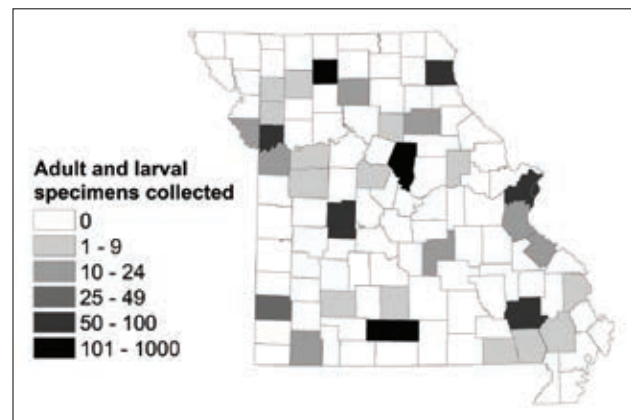 Adult and larval
specimens collected
0
1 - 9
10 - 24
25 - 49
50 - 100
101 - 1000